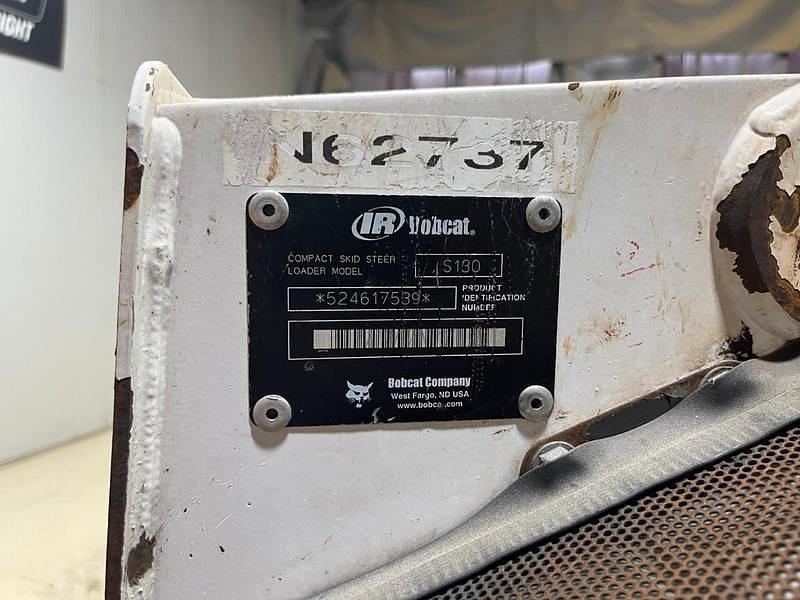 IGHT
N62737
IR Bobcat®
COMPACT SKID STEER
LOADER MODEL
S130
*524617539*
PRODUCT
IDENTIFICATION
NUMBER
Bobcat Company
West Fargo, ND USA
www.bobcat.com